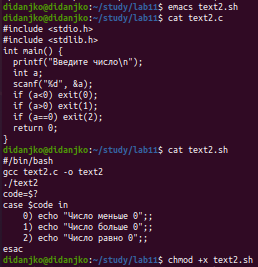 didanjko@didanjko:~/study/lab11$ emacs text2.sh
didanjko@didanjko:~/study/lab11$ cat text2.c
#include <stdio.h>
#include <stdlib.h>
int main() {
  printf("Введите число\n");
  int a;
  scanf("%d", &a);
  if (a<0) exit(0);
  if (a>0) exit(1);
  if (a==0) exit(2);
  return 0;
}
didanjko@didanjko:~/study/lab11$ cat text2.sh
#/bin/bash
gcc text2.c -o text2
./text2
code=$?
case $code in
    0) echo "Число меньше 0";;
    1) echo "Число больше 0";;
    2) echo "Число равно 0";;
esac
didanjko@didanjko:~/study/lab11$ chmod +x text2.sh